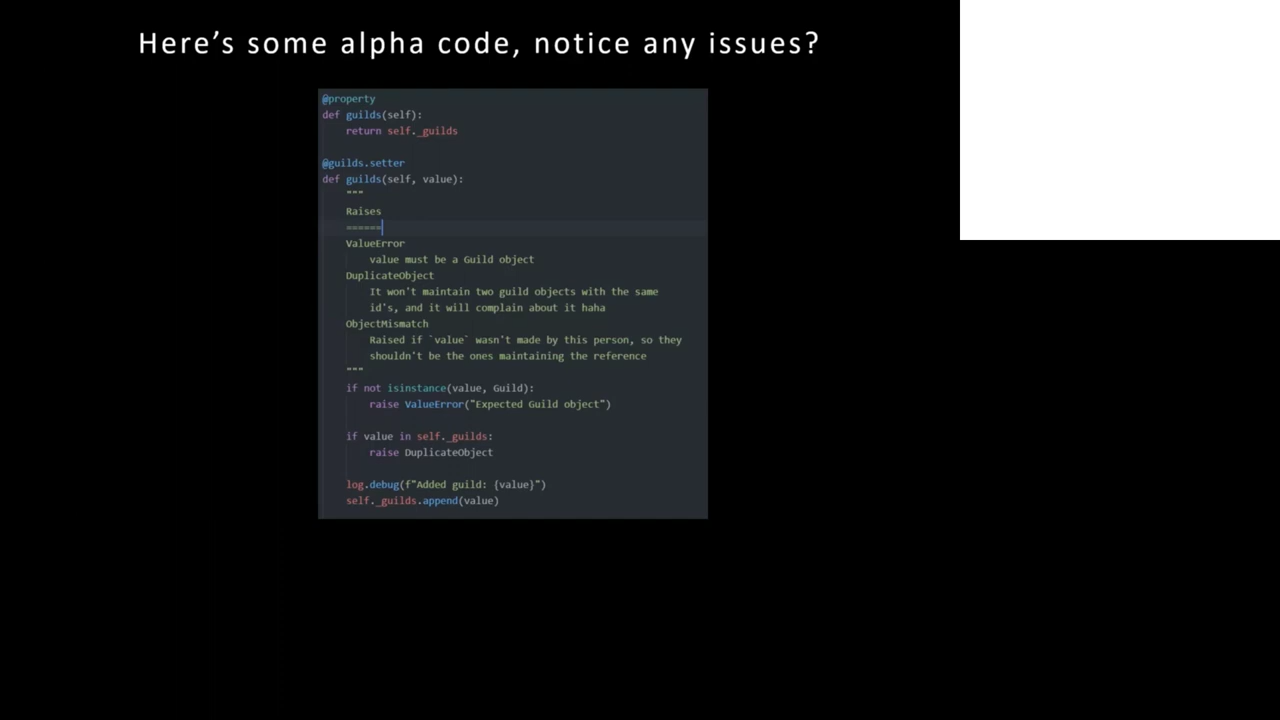 Here's some alpha code, notice any issues?
@property
def guilds(self):
    return self._guilds
@guilds.setter
def guilds(self, value):
    """
    Raises
    ======
    ValueError
        value must be a Guild object
    DuplicateObject
        It won't maintain two guild objects with the same
        id's, and it will complain about it haha
    ObjectMismatch
        Raised if `value` wasn't made by this person, so they
        shouldn't be the ones maintaining the reference
    """
    if not isinstance(value, Guild):
        raise ValueError("Expected Guild object")
    if value in self._guilds:
        raise DuplicateObject
    log.debug(f"Added guild: {value}")
    self._guilds.append(value)